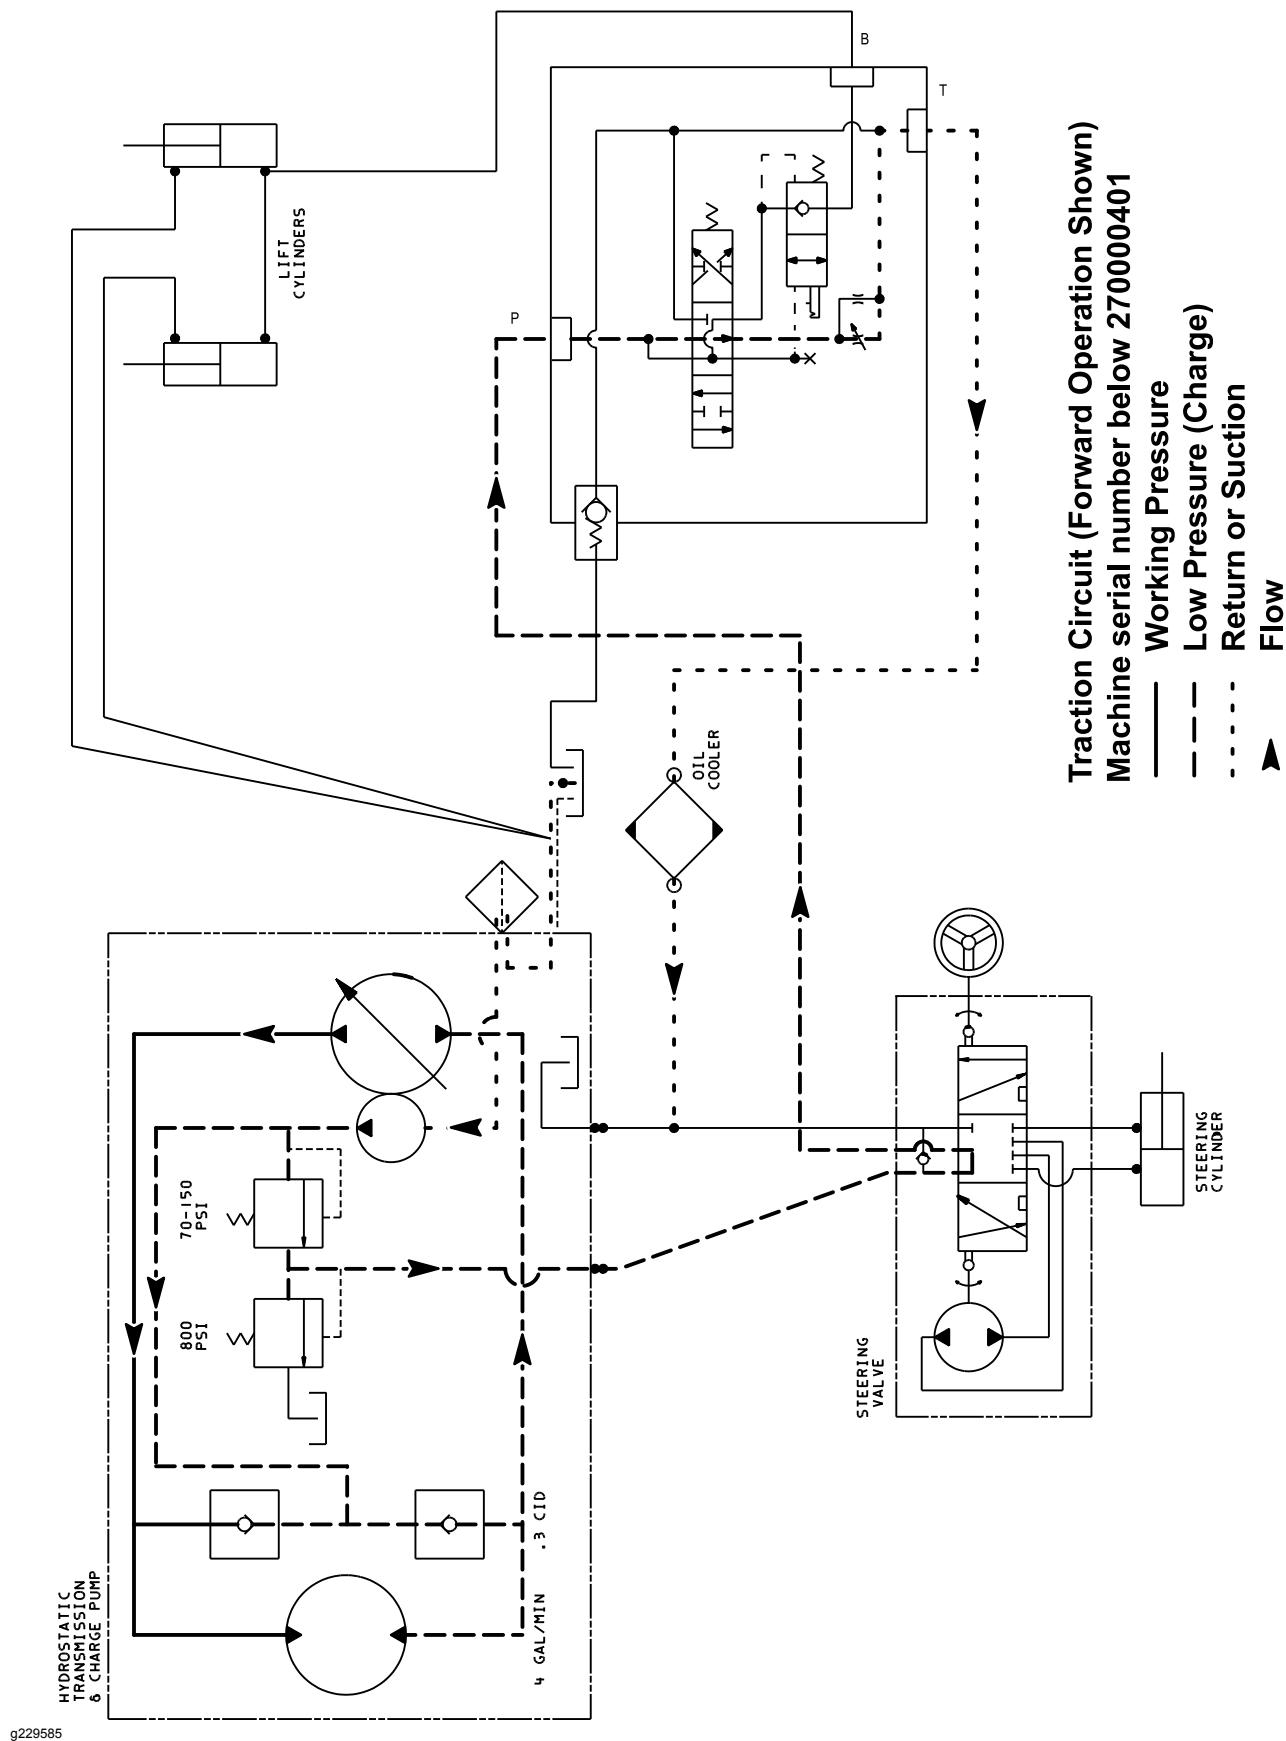 B
T
P
LIFT
CYLINDERS
OIL
COOLER
Traction Circuit (Forward Operation Shown)
Machine serial number below 270000401
Working Pressure
Low Pressure (Charge)
Return or Suction
Flow
STEERING
CYLINDER
STEERING
VALVE
70-150
PSI
800
PSI
4 GAL/MIN .3 CID
HYDROSTATIC
TRANSMISSION
& CHARGE PUMP
g229585